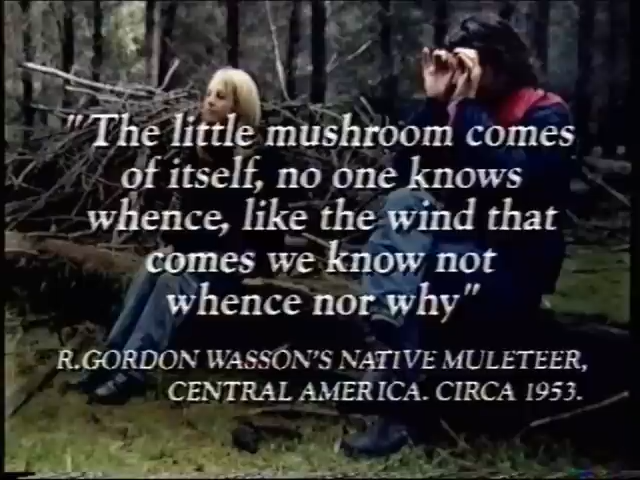 "The little mushroom comes
of itself, no one knows
whence, like the wind that
comes we know not
whence nor why"
R.GORDON WASSON'S NATIVE MULETEER,
CENTRAL AMERICA. CIRCA 1953.